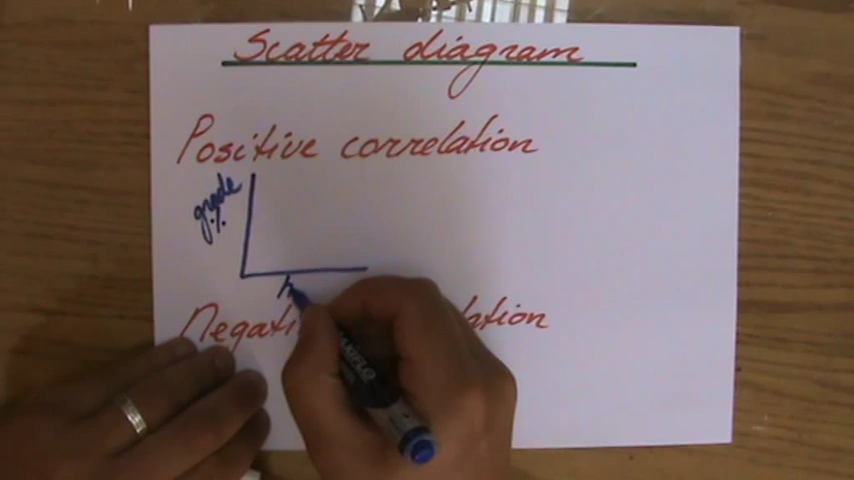 Scatter diagram
Positive correlation
grade
%
h